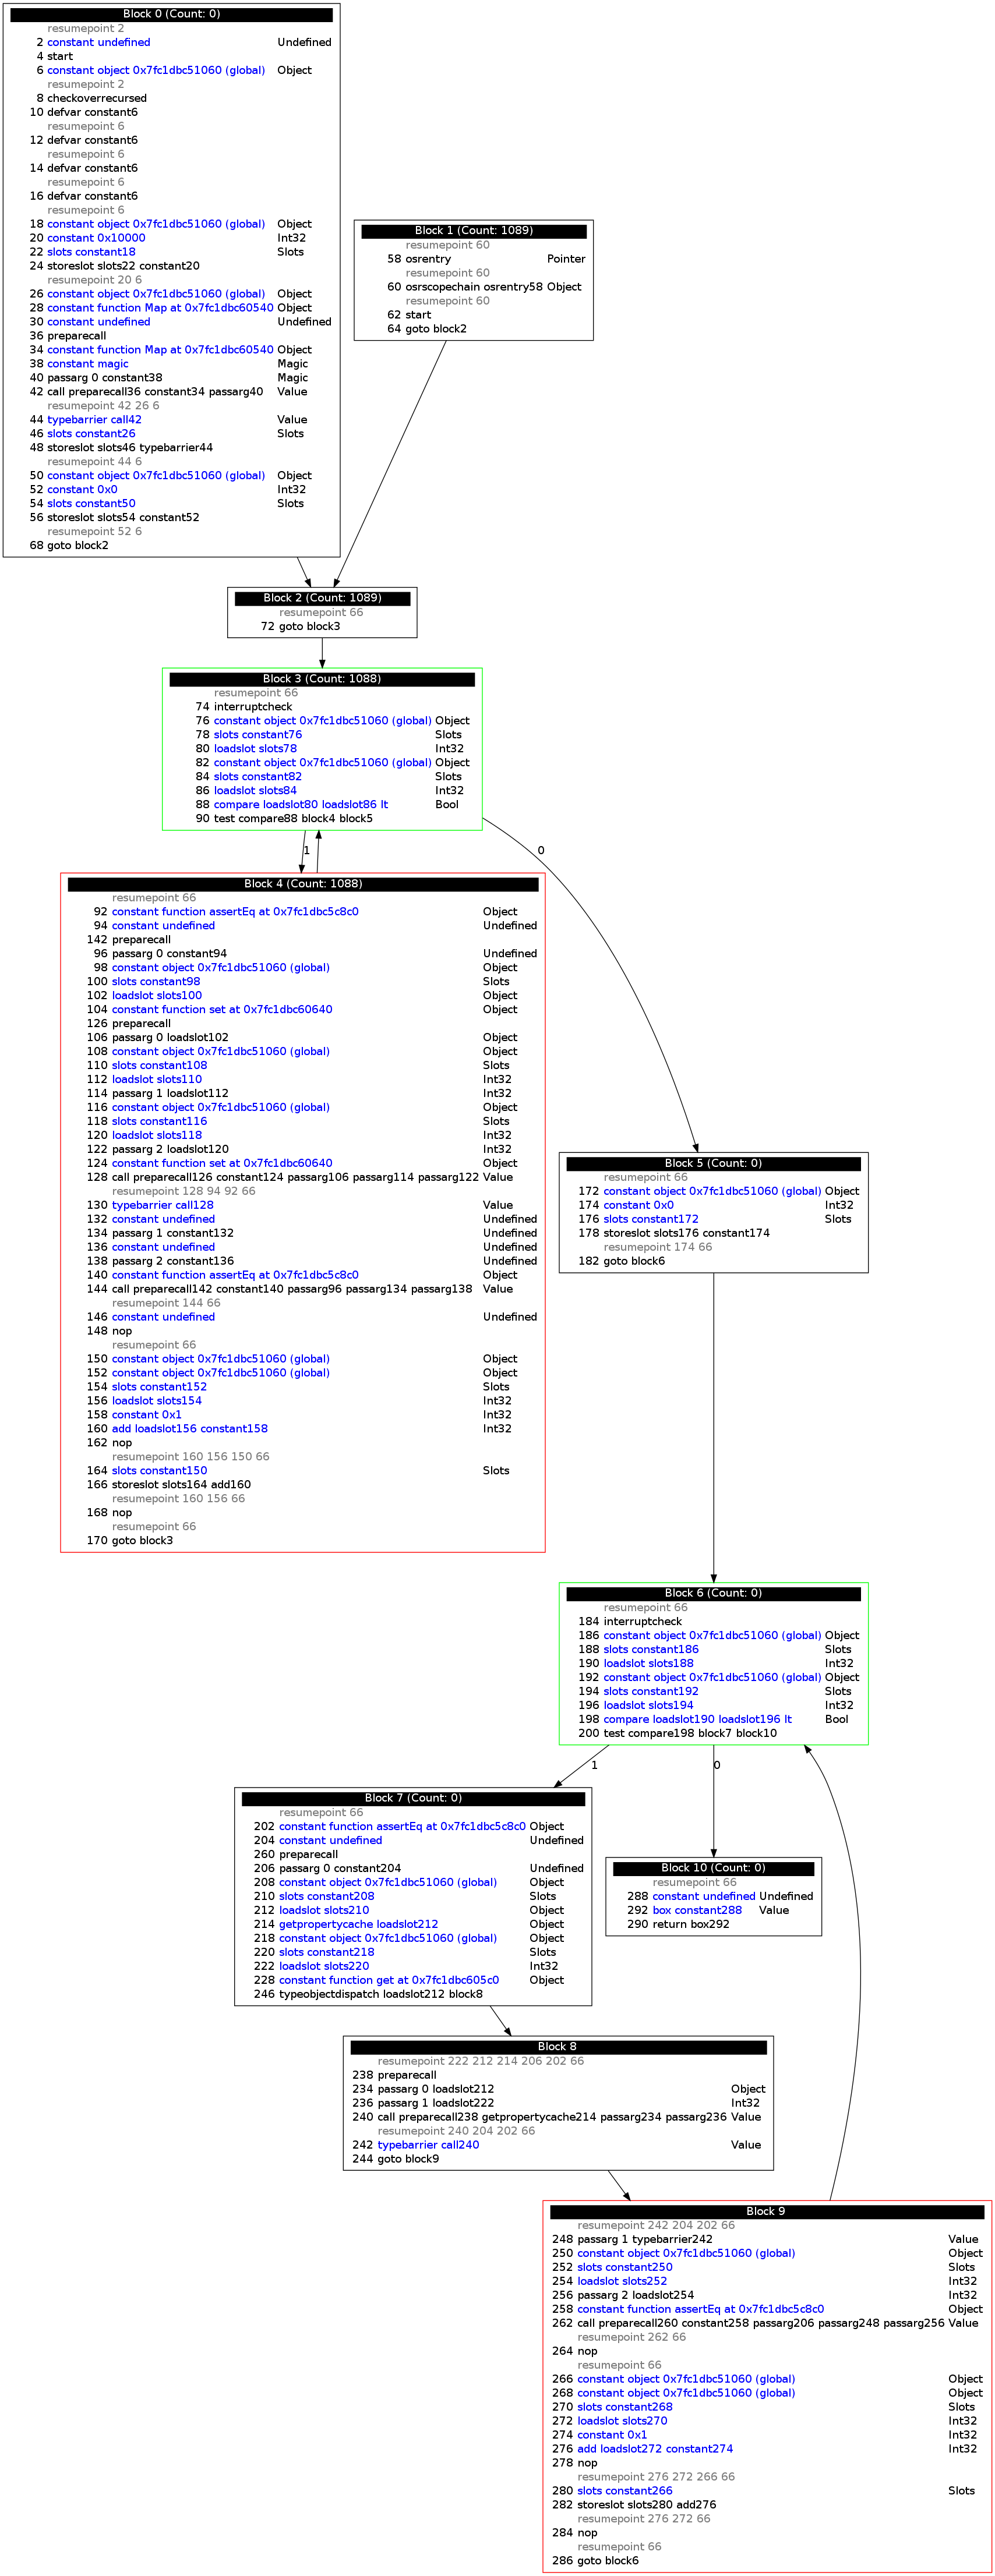 Block 0 (Count: 0)
resumepoint 2
2 constant undefined Undefined
4 start
6 constant object 0x7fc1dbc51060 (global) Object
resumepoint 2
8 checkoverrecursed
10 defvar constant6
resumepoint 6
12 defvar constant6
resumepoint 6
14 defvar constant6
resumepoint 6
16 defvar constant6
resumepoint 6
18 constant object 0x7fc1dbc51060 (global) Object
20 constant 0x10000 Int32
22 slots constant18 Slots
24 storeslot slots22 constant20
resumepoint 20 6
26 constant object 0x7fc1dbc51060 (global) Object
28 constant function Map at 0x7fc1dbc60540 Object
30 constant undefined Undefined
36 preparecall
34 constant function Map at 0x7fc1dbc60540 Object
38 constant magic Magic
40 passarg 0 constant38 Magic
42 call preparecall36 constant34 passarg40 Value
resumepoint 42 26 6
44 typebarrier call42 Value
46 slots constant26 Slots
48 storeslot slots46 typebarrier44
resumepoint 44 6
50 constant object 0x7fc1dbc51060 (global) Object
52 constant 0x0 Int32
54 slots constant50 Slots
56 storeslot slots54 constant52
resumepoint 52 6
68 goto block2
Block 1 (Count: 1089)
resumepoint 60
58 osrentry Pointer
resumepoint 60
60 osrscopechain osrentry58 Object
resumepoint 60
62 start
64 goto block2
Block 2 (Count: 1089)
resumepoint 66
72 goto block3
Block 3 (Count: 1088)
resumepoint 66
74 interruptcheck
76 constant object 0x7fc1dbc51060 (global) Object
78 slots constant76 Slots
80 loadslot slots78 Int32
82 constant object 0x7fc1dbc51060 (global) Object
84 slots constant82 Slots
86 loadslot slots84 Int32
88 compare loadslot80 loadslot86 lt Bool
90 test compare88 block4 block5
1
0
Block 4 (Count: 1088)
resumepoint 66
92 constant function assertEq at 0x7fc1dbc5c8c0 Object
94 constant undefined Undefined
142 preparecall
96 passarg 0 constant94 Undefined
98 constant object 0x7fc1dbc51060 (global) Object
100 slots constant98 Slots
102 loadslot slots100 Object
104 constant function set at 0x7fc1dbc60640 Object
126 preparecall
106 passarg 0 loadslot102 Object
108 constant object 0x7fc1dbc51060 (global) Object
110 slots constant108 Slots
112 loadslot slots110 Int32
114 passarg 1 loadslot112 Int32
116 constant object 0x7fc1dbc51060 (global) Object
118 slots constant116 Slots
120 loadslot slots118 Int32
122 passarg 2 loadslot120 Int32
124 constant function set at 0x7fc1dbc60640 Object
128 call preparecall126 constant124 passarg106 passarg114 passarg122 Value
resumepoint 128 94 92 66
130 typebarrier call128 Value
132 constant undefined Undefined
134 passarg 1 constant132 Undefined
136 constant undefined Undefined
138 passarg 2 constant136 Undefined
140 constant function assertEq at 0x7fc1dbc5c8c0 Object
144 call preparecall142 constant140 passarg96 passarg134 passarg138 Value
resumepoint 144 66
146 constant undefined Undefined
148 nop
resumepoint 66
150 constant object 0x7fc1dbc51060 (global) Object
152 constant object 0x7fc1dbc51060 (global) Object
154 slots constant152 Slots
156 loadslot slots154 Int32
158 constant 0x1 Int32
160 add loadslot156 constant158 Int32
162 nop
resumepoint 160 156 150 66
164 slots constant150 Slots
166 storeslot slots164 add160
resumepoint 160 156 66
168 nop
resumepoint 66
170 goto block3
Block 5 (Count: 0)
resumepoint 66
172 constant object 0x7fc1dbc51060 (global) Object
174 constant 0x0 Int32
176 slots constant172 Slots
178 storeslot slots176 constant174
resumepoint 174 66
182 goto block6
Block 6 (Count: 0)
resumepoint 66
184 interruptcheck
186 constant object 0x7fc1dbc51060 (global) Object
188 slots constant186 Slots
190 loadslot slots188 Int32
192 constant object 0x7fc1dbc51060 (global) Object
194 slots constant192 Slots
196 loadslot slots194 Int32
198 compare loadslot190 loadslot196 lt Bool
200 test compare198 block7 block10
1
0
Block 7 (Count: 0)
resumepoint 66
202 constant function assertEq at 0x7fc1dbc5c8c0 Object
204 constant undefined Undefined
260 preparecall
206 passarg 0 constant204 Undefined
208 constant object 0x7fc1dbc51060 (global) Object
210 slots constant208 Slots
212 loadslot slots210 Object
214 getpropertycache loadslot212 Object
218 constant object 0x7fc1dbc51060 (global) Object
220 slots constant218 Slots
222 loadslot slots220 Int32
228 constant function get at 0x7fc1dbc605c0 Object
246 typeobjectdispatch loadslot212 block8
Block 10 (Count: 0)
resumepoint 66
288 constant undefined Undefined
292 box constant288 Value
290 return box292
Block 8
resumepoint 222 212 214 206 202 66
238 preparecall
234 passarg 0 loadslot212 Object
236 passarg 1 loadslot222 Int32
240 call preparecall238 getpropertycache214 passarg234 passarg236 Value
resumepoint 240 204 202 66
242 typebarrier call240 Value
244 goto block9
Block 9
resumepoint 242 204 202 66
248 passarg 1 typebarrier242 Value
250 constant object 0x7fc1dbc51060 (global) Object
252 slots constant250 Slots
254 loadslot slots252 Int32
256 passarg 2 loadslot254 Int32
258 constant function assertEq at 0x7fc1dbc5c8c0 Object
262 call preparecall260 constant258 passarg206 passarg248 passarg256 Value
resumepoint 262 66
264 nop
resumepoint 66
266 constant object 0x7fc1dbc51060 (global) Object
268 constant object 0x7fc1dbc51060 (global) Object
270 slots constant268 Slots
272 loadslot slots270 Int32
274 constant 0x1 Int32
276 add loadslot272 constant274 Int32
278 nop
resumepoint 276 272 266 66
280 slots constant266 Slots
282 storeslot slots280 add276
resumepoint 276 272 66
284 nop
resumepoint 66
286 goto block6